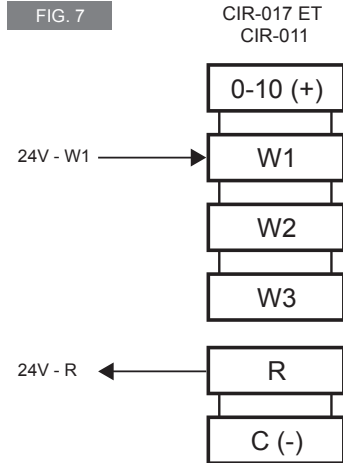 FIG. 7
CIR-017 ET
CIR-011
0-10 (+)
24V - W1
W1
W2
W3
24V - R
R
C (-)